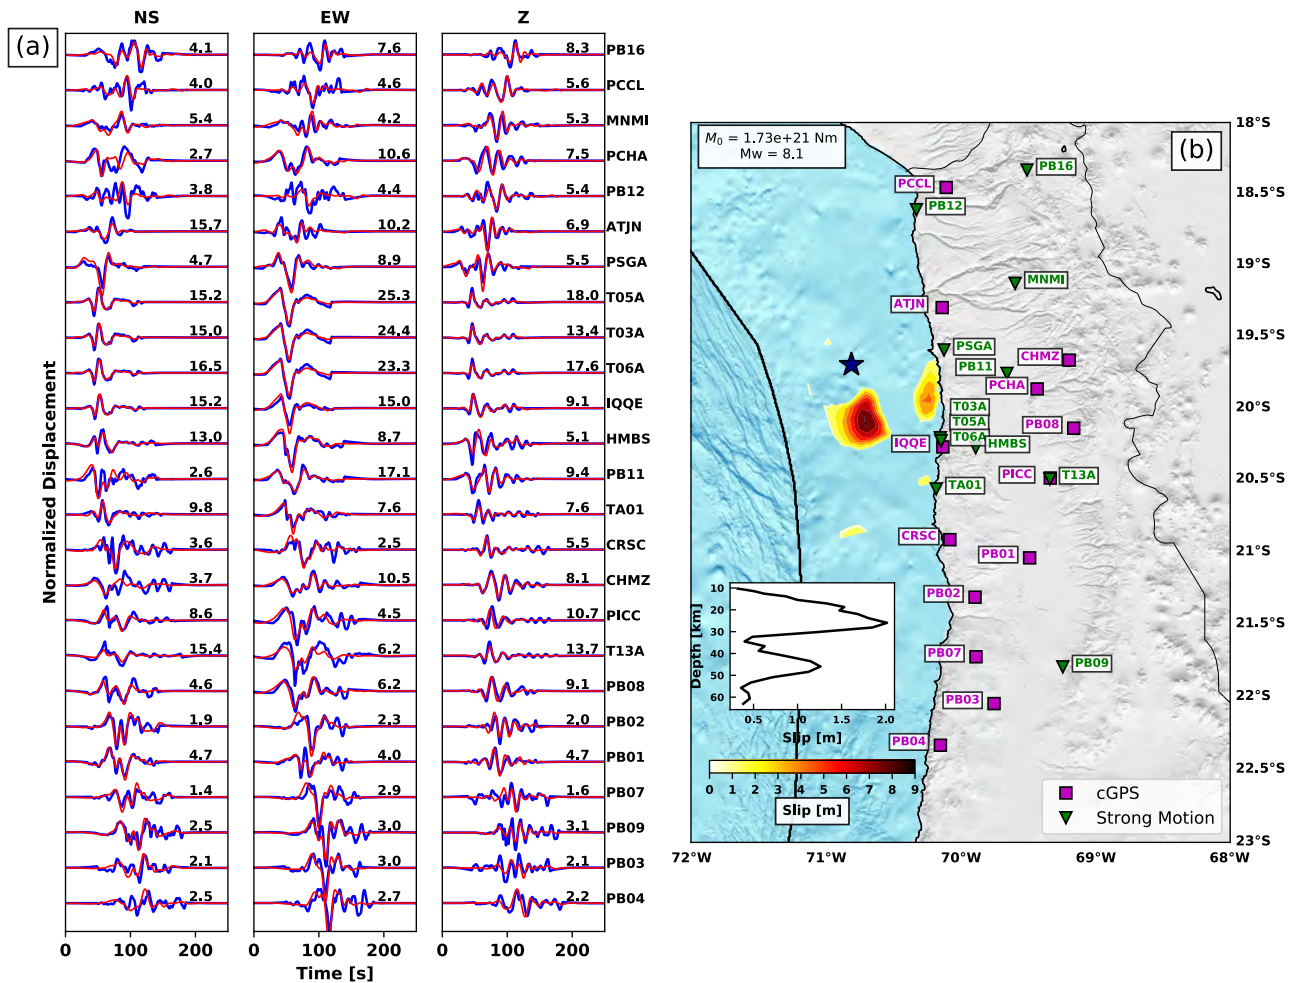 (a)
NS EW Z
4.1 7.6 8.3 PB16
4.0 4.6 5.6 PCCL
5.4 4.2 5.3 MNMI
2.7 10.6 7.5 PCHA
3.8 4.4 5.4 PB12
15.7 10.2 6.9 ATJN
4.7 8.9 5.5 PSGA
15.2 25.3 18.0 T05A
15.0 24.4 13.4 T03A
16.5 23.3 17.6 T06A
15.2 15.0 9.1 IQQE
13.0 8.7 5.1 HMBS
2.6 17.1 9.4 PB11
9.8 7.6 7.6 TA01
3.6 2.5 5.5 CRSC
3.7 10.5 8.1 CHMZ
8.6 4.5 10.7 PICC
15.4 6.2 13.7 T13A
4.6 6.2 9.1 PB08
1.9 2.3 2.0 PB02
4.7 4.0 4.7 PB01
1.4 2.9 1.6 PB07
2.5 3.0 3.1 PB09
2.1 3.0 2.1 PB03
2.5 2.7 2.2 PB04
Normalized Displacement
0 100 200 0 100 200 0 100 200
Time [s]
(b)
M0 = 1.73e+21 Nm
Mw = 8.1
PB16
PCCL
PB12
MNMI
ATJN
PSGA
CHMZ
PB11
PCHA
T03A
T05A
PB08
T06A
IQQE
HMBS
PICC
T13A
TA01
CRSC
PB01
PB02
PB07
PB09
PB03
PB04
18°S
18.5°S
19°S
19.5°S
20°S
20.5°S
21°S
21.5°S
22°S
22.5°S
23°S
72°W 71°W 70°W 69°W 68°W
Depth [km]
10
20
30
40
50
60
0.5 1.0 1.5 2.0
Slip [m]
0 1 2 3 4 5 6 7 8 9
Slip [m]
cGPS
Strong Motion